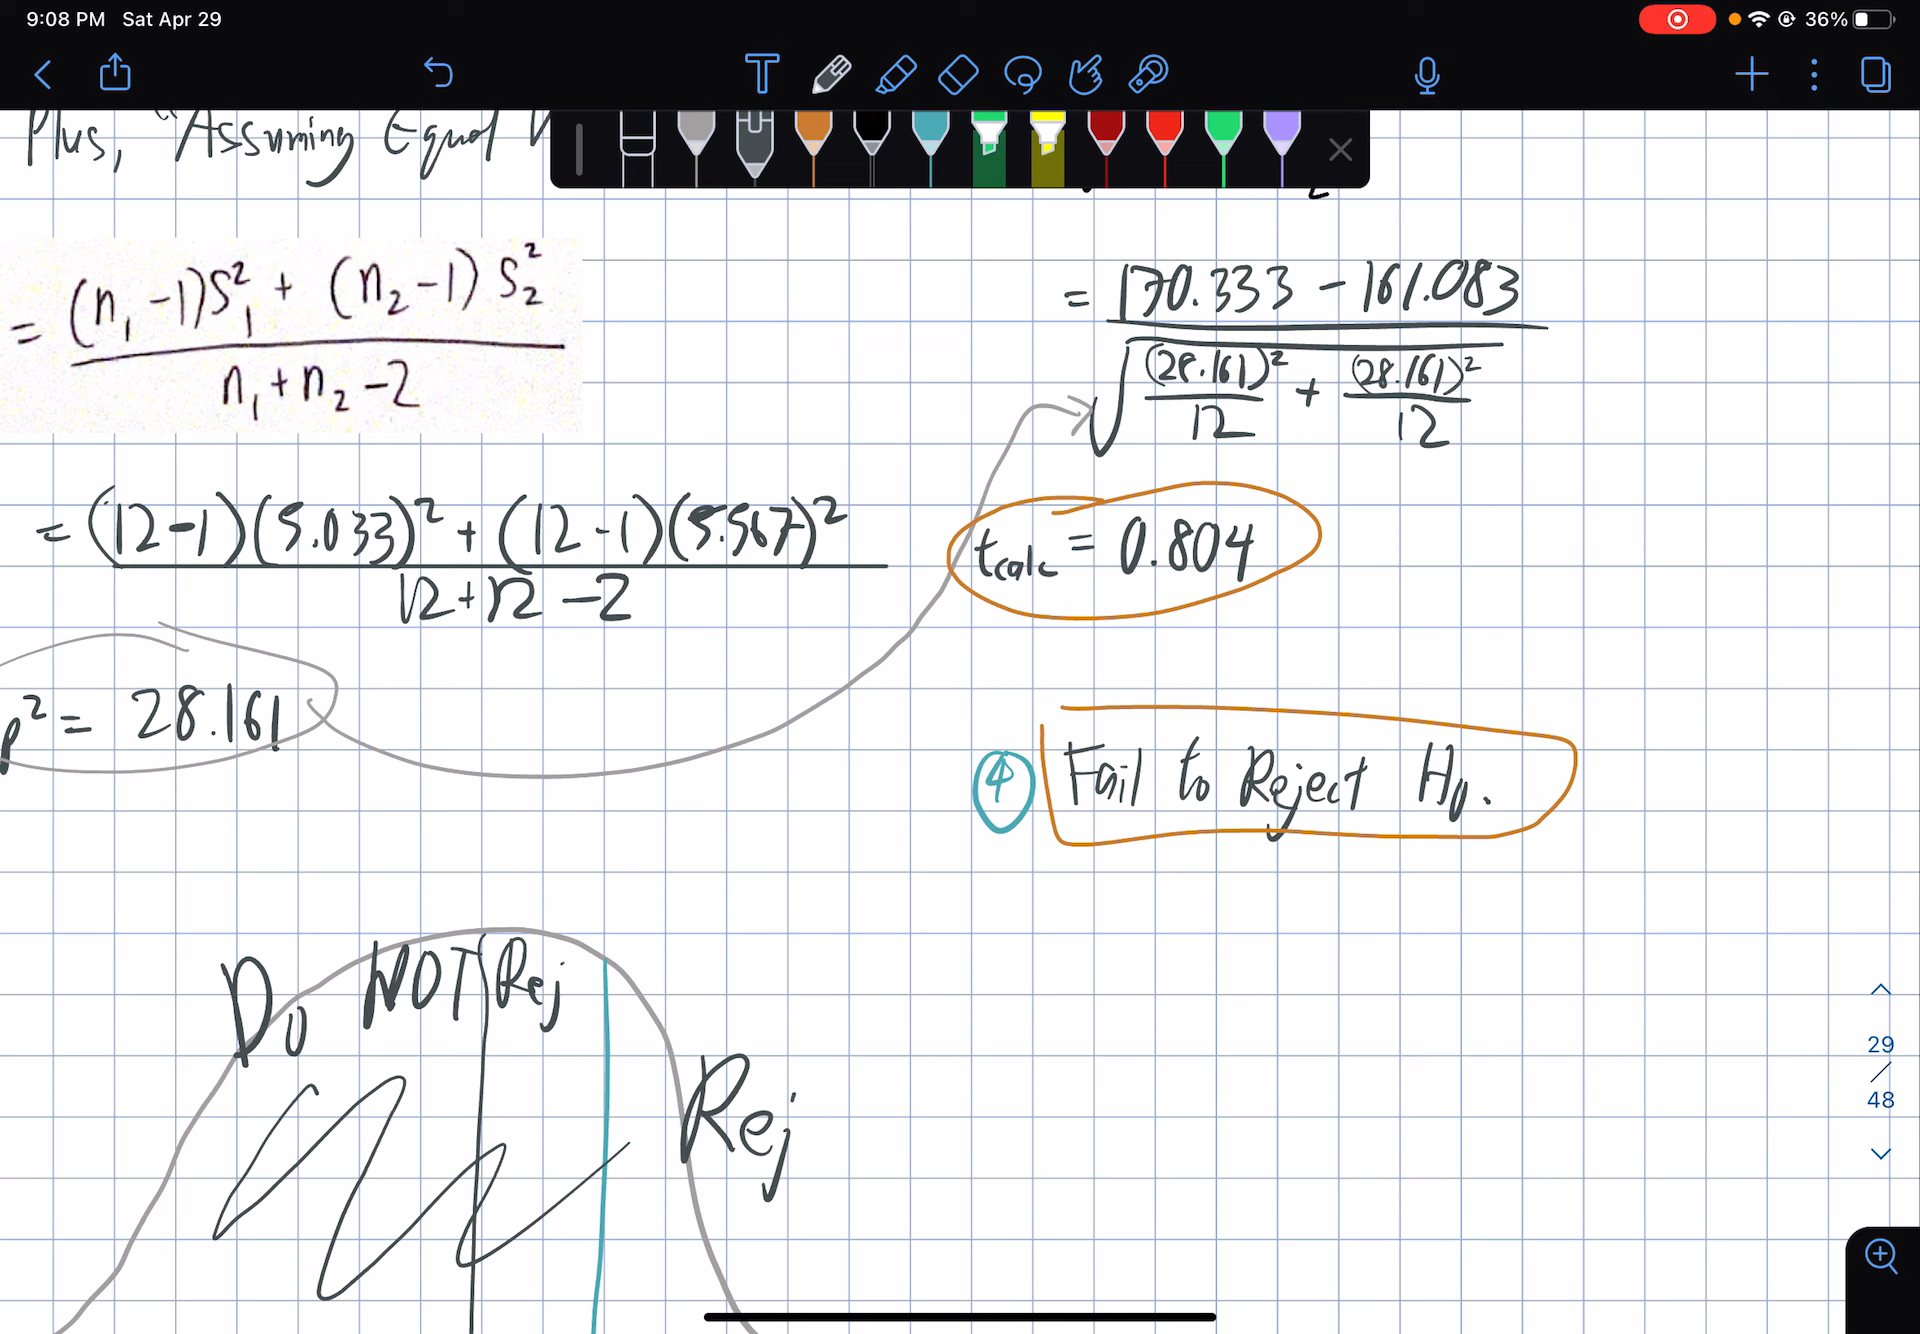 9:08 PM Sat Apr 29
36%
Plus, "Assuming Equal
= (n₁ -1)S₁² + (n₂ -1) S₂²
n₁ + n₂ -2
= (12-1)(5.033)² + (12-1)(5.567)²
12+12 -2
p² = 28.161
= 170.333 - 161.083
√ (28.161)² + (28.161)²
12 12
tcalc = 0.804
4 Fail to Reject H₀.
Do NOT Rej
Rej
29
/
48